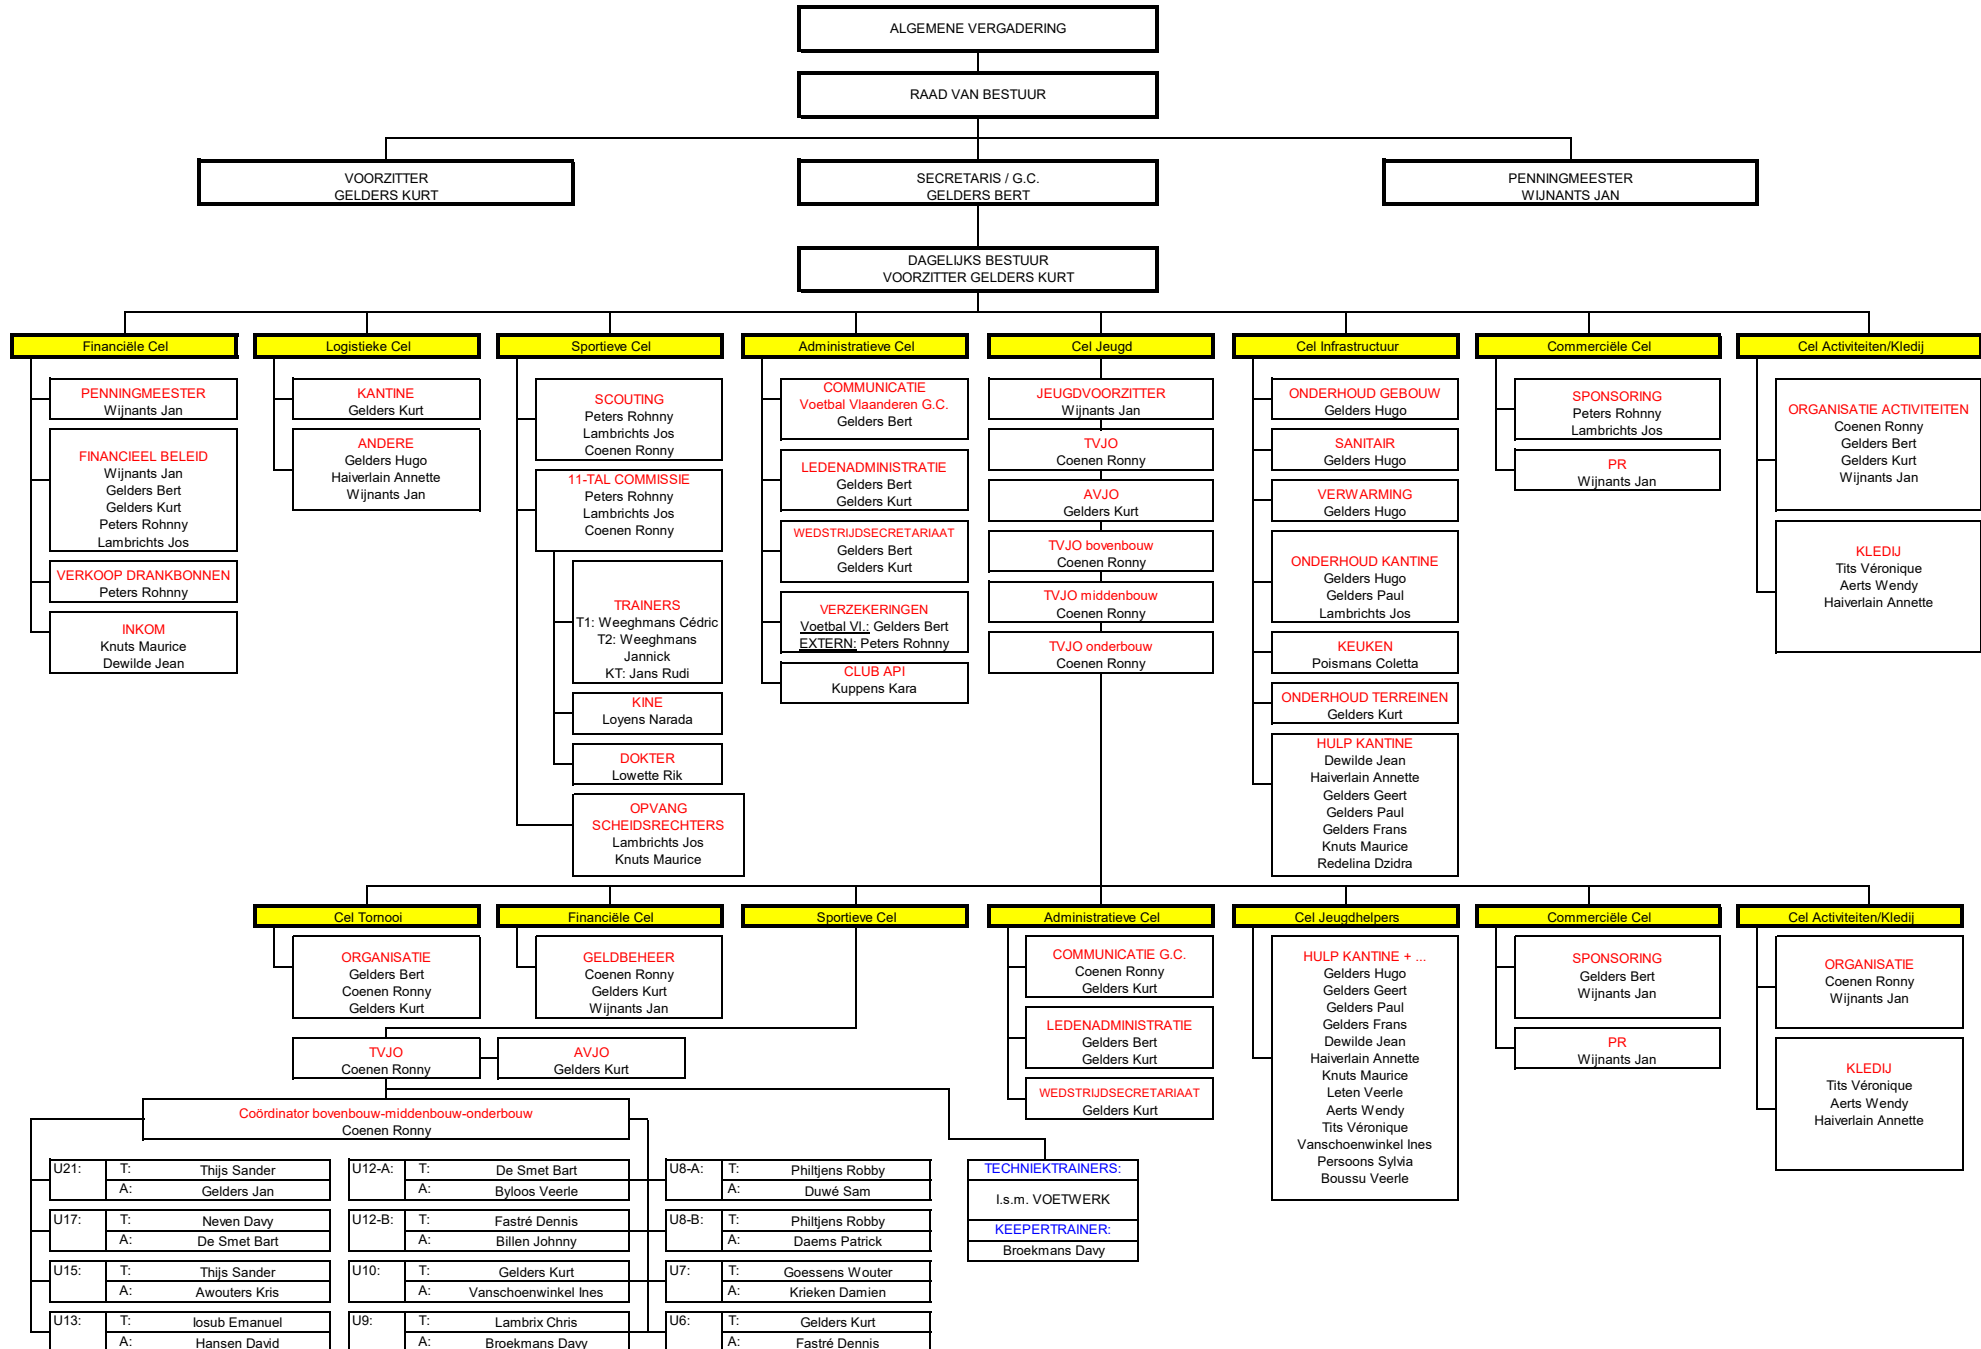 ALGEMENE VERGADERING
RAAD VAN BESTUUR
VOORZITTER
GELDERS KURT
SECRETARIS / G.C.
GELDERS BERT
PENNINGMEESTER
WIJNANTS JAN
DAGELIJKS BESTUUR
VOORZITTER GELDERS KURT
Financiële Cel
PENNINGMEESTER
Wijnants Jan
FINANCIEEL BELEID
Wijnants Jan
Gelders Bert
Gelders Kurt
Peters Rohnny
Lambrichts Jos
VERKOOP DRANKBONNEN
Peters Rohnny
INKOM
Knuts Maurice
Dewilde Jean
Logistieke Cel
KANTINE
Gelders Kurt
ANDERE
Gelders Hugo
Haiverlain Annette
Wijnants Jan
Sportieve Cel
SCOUTING
Peters Rohnny
Lambrichts Jos
Coenen Ronny
11-TAL COMMISSIE
Peters Rohnny
Lambrichts Jos
Coenen Ronny
TRAINERS
T1: Weeghmans Cédric
T2: Weeghmans
Jannick
KT: Jans Rudi
KINE
Loyens Narada
DOKTER
Lowette Rik
OPVANG
SCHEIDSRECHTERS
Lambrichts Jos
Knuts Maurice
Administratieve Cel
COMMUNICATIE
Voetbal Vlaanderen G.C.
Gelders Bert
LEDENADMINISTRATIE
Gelders Bert
Gelders Kurt
WEDSTRIJDSECRETARIAAT
Gelders Bert
Gelders Kurt
VERZEKERINGEN
Voetbal Vl.: Gelders Bert
EXTERN: Peters Rohnny
CLUB API
Kuppens Kara
Cel Jeugd
JEUGDVOORZITTER
Wijnants Jan
TVJO
Coenen Ronny
AVJO
Gelders Kurt
TVJO bovenbouw
Coenen Ronny
TVJO middenbouw
Coenen Ronny
TVJO onderbouw
Coenen Ronny
Cel Infrastructuur
ONDERHOUD GEBOUW
Gelders Hugo
SANITAIR
Gelders Hugo
VERWARMING
Gelders Hugo
ONDERHOUD KANTINE
Gelders Hugo
Gelders Paul
Lambrichts Jos
KEUKEN
Poismans Coletta
ONDERHOUD TERREINEN
Gelders Kurt
HULP KANTINE
Dewilde Jean
Haiverlain Annette
Gelders Geert
Gelders Paul
Gelders Frans
Knuts Maurice
Redelina Dzidra
Commerciële Cel
SPONSORING
Peters Rohnny
Lambrichts Jos
PR
Wijnants Jan
Cel Activiteiten/Kledij
ORGANISATIE ACTIVITEITEN
Coenen Ronny
Gelders Bert
Gelders Kurt
Wijnants Jan
KLEDIJ
Tits Véronique
Aerts Wendy
Haiverlain Annette
Cel Tornooi
ORGANISATIE
Gelders Bert
Coenen Ronny
Gelders Kurt
Financiële Cel
GELDBEHEER
Coenen Ronny
Gelders Kurt
Wijnants Jan
Sportieve Cel
TVJO
Coenen Ronny
AVJO
Gelders Kurt
Coördinator bovenbouw-middenbouw-onderbouw
Coenen Ronny
U21: T: Thijs Sander
A: Gelders Jan
U17: T: Neven Davy
A: De Smet Bart
U15: T: Thijs Sander
A: Awouters Kris
U13: T: Iosub Emanuel
A: Hansen David
U12-A: T: De Smet Bart
A: Byloos Veerle
U12-B: T: Fastré Dennis
A: Billen Johnny
U10: T: Gelders Kurt
A: Vanschoenwinkel Ines
U9: T: Lambrix Chris
A: Broekmans Davy
U8-A: T: Philtjens Robby
A: Duwé Sam
U8-B: T: Philtjens Robby
A: Daems Patrick
U7: T: Goessens Wouter
A: Krieken Damien
U6: T: Gelders Kurt
A: Fastré Dennis
TECHNIEKTRAINERS:
I.s.m. VOETWERK
KEEPERTRAINER:
Broekmans Davy
Administratieve Cel
COMMUNICATIE G.C.
Coenen Ronny
Gelders Kurt
LEDENADMINISTRATIE
Gelders Bert
Gelders Kurt
WEDSTRIJDSECRETARIAAT
Gelders Kurt
Cel Jeugdhelpers
HULP KANTINE + ...
Gelders Hugo
Gelders Geert
Gelders Paul
Gelders Frans
Dewilde Jean
Haiverlain Annette
Knuts Maurice
Leten Veerle
Aerts Wendy
Tits Véronique
Vanschoenwinkel Ines
Persoons Sylvia
Boussu Veerle
Commerciële Cel
SPONSORING
Gelders Bert
Wijnants Jan
PR
Wijnants Jan
Cel Activiteiten/Kledij
ORGANISATIE
Coenen Ronny
Wijnants Jan
KLEDIJ
Tits Véronique
Aerts Wendy
Haiverlain Annette